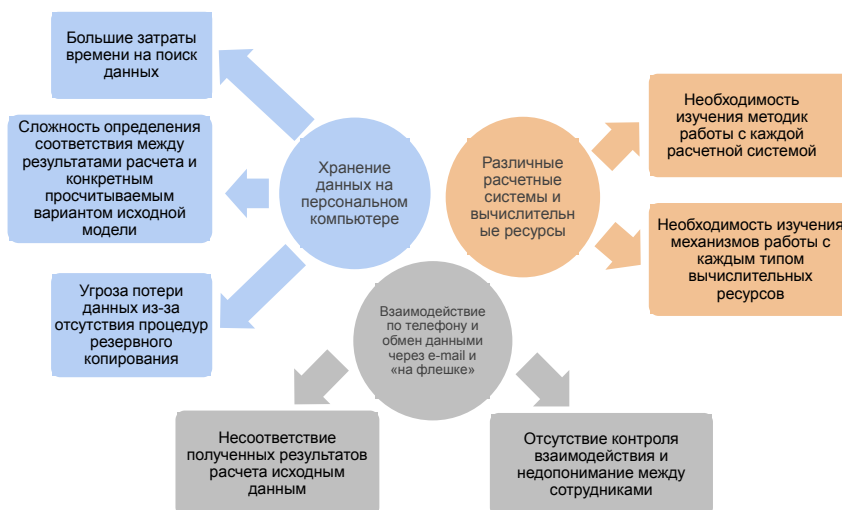 Большие затраты
времени на поиск
данных
Сложность определения
соответствия между
результатами расчета и
конкретным
просчитываемым
вариантом исходной
модели
Угроза потери
данных из-за
отсутствия процедур
резервного
копирования
Хранение
данных на
персональном
компьютере
Различные
расчетные
системы и
вычислительн
ые ресурсы
Необходимость
изучения методик
работы с каждой
расчетной системой
Необходимость изучения
механизмов работы с
каждым типом
вычислительных
ресурсов
Взаимодействие
по телефону и
обмен данными
через e-mail и
«на флешке»
Несоответствие
полученных результатов
расчета исходным
данным
Отсутствие контроля
взаимодействия и
недопонимание между
сотрудниками